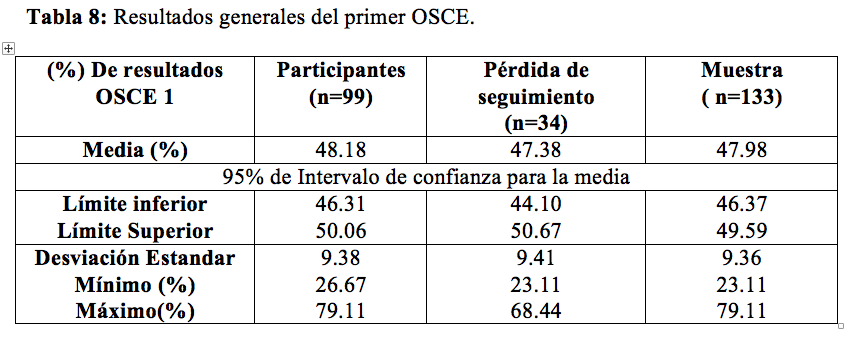 Tabla 8: Resultados generales del primer OSCE.
(%) De resultados OSCE 1 Participantes (n=99) Pérdida de seguimiento (n=34) Muestra ( n=133)
Media (%) 48.18 47.38 47.98
95% de Intervalo de confianza para la media
Límite inferior 46.31 44.10 46.37
Límite Superior 50.06 50.67 49.59
Desviación Estandar 9.38 9.41 9.36
Mínimo (%) 26.67 23.11 23.11
Máximo(%) 79.11 68.44 79.11